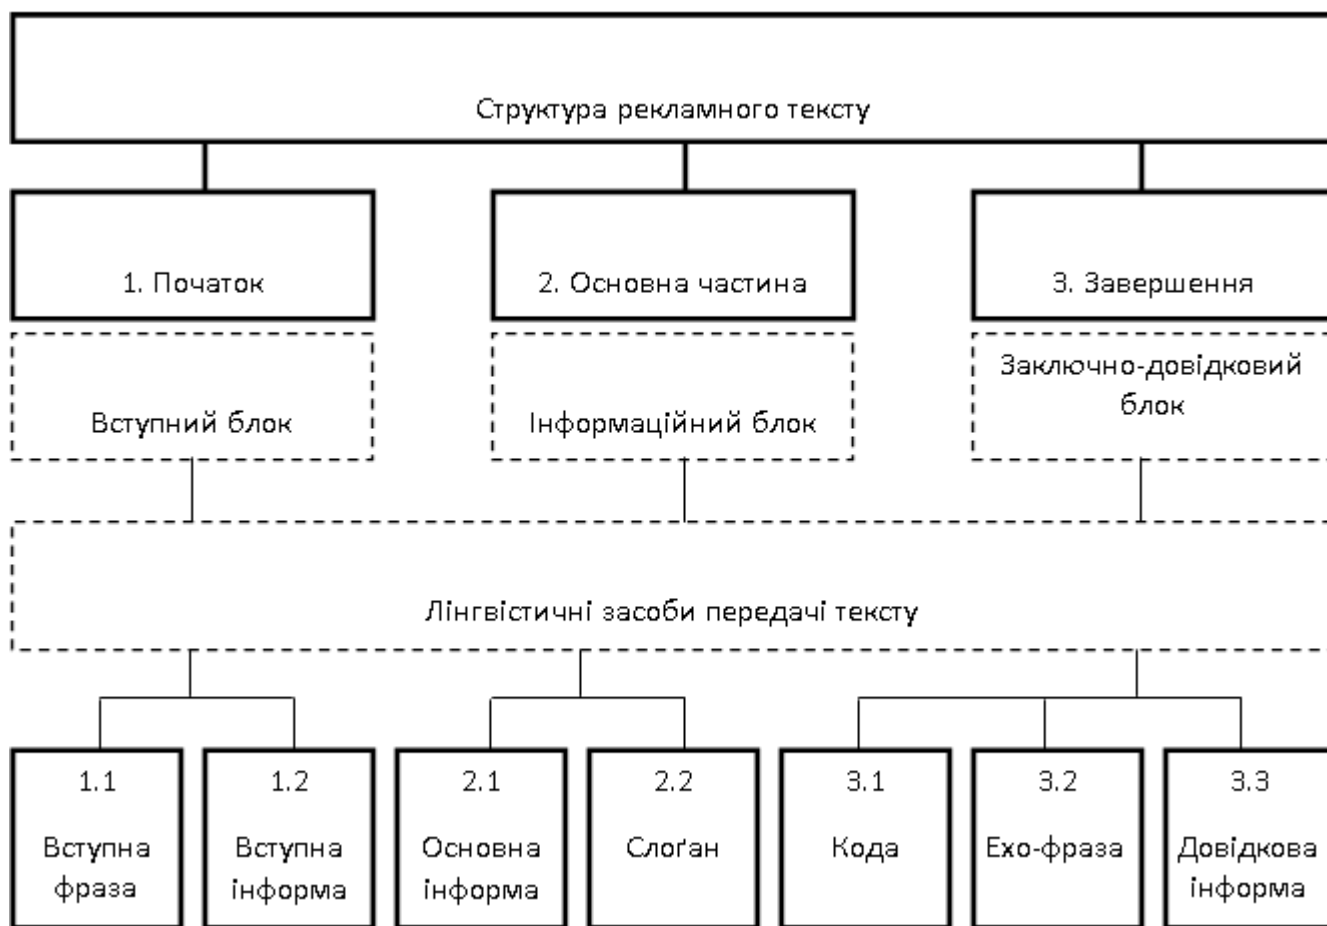 Структура рекламного тексту
1. Початок
2. Основна частина
3. Завершення
Вступний блок
Інформаційний блок
Заключно-довідковий
блок
Лінгвістичні засоби передачі тексту
1.1
Вступна
фраза
1.2
Вступна
інформа
2.1
Основна
інформа
2.2
Слоґан
3.1
Кода
3.2
Ехо-фраза
3.3
Довідкова
інформа